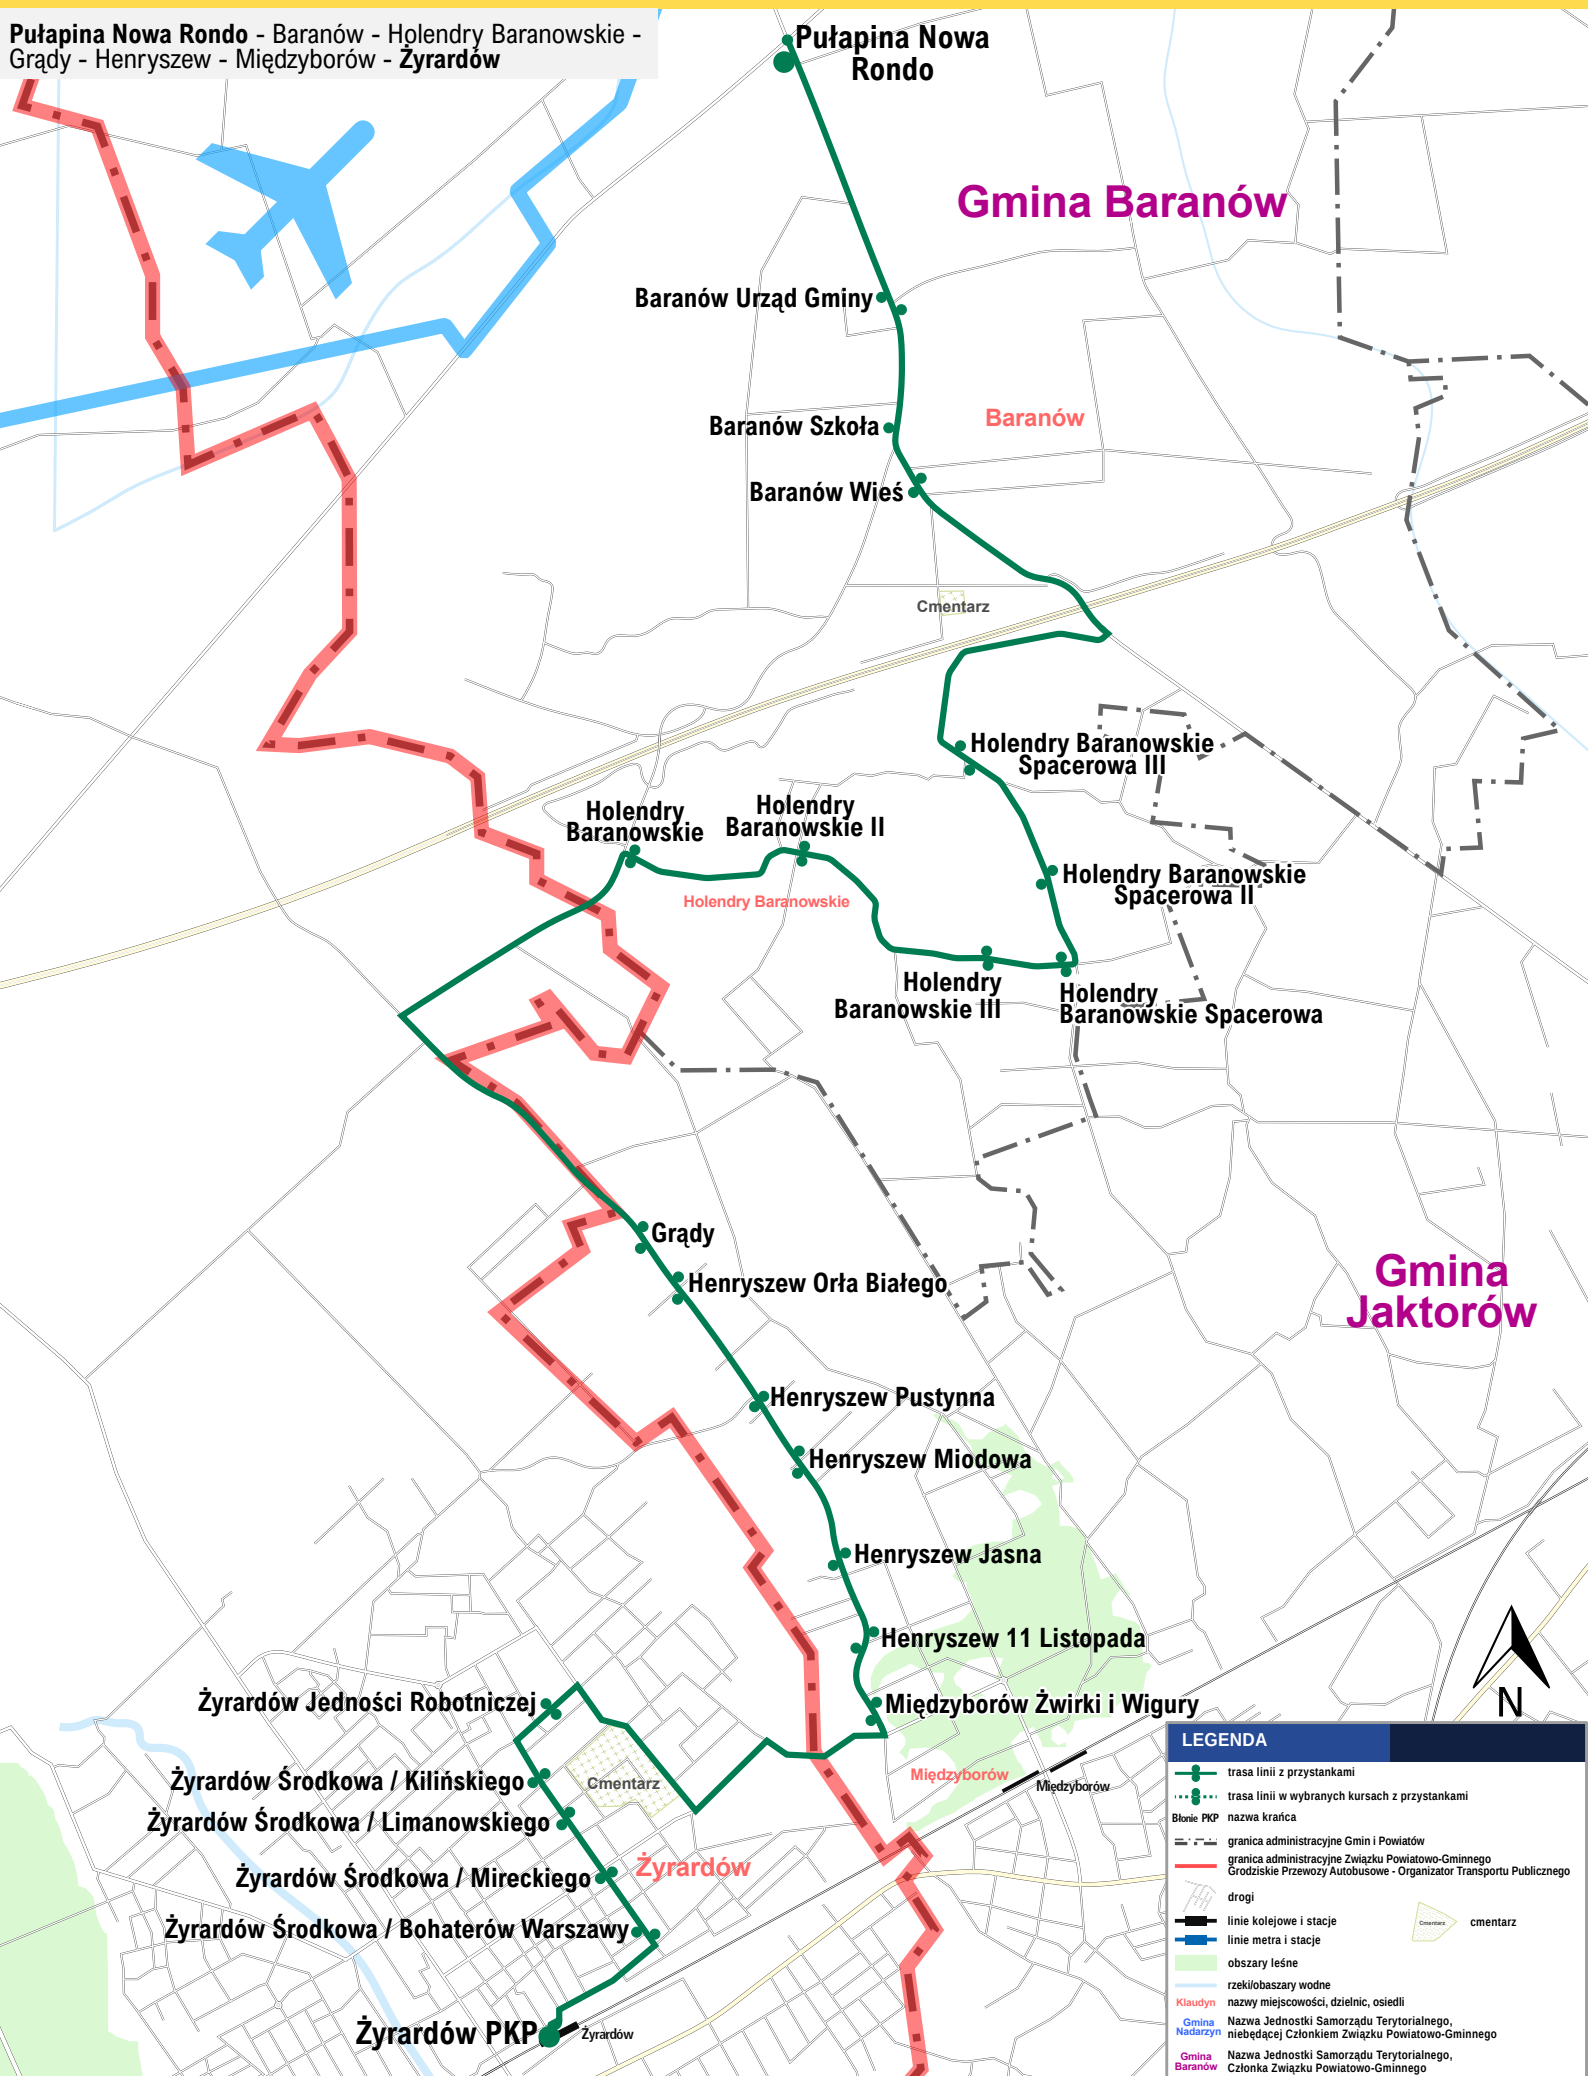 Pułapina Nowa Rondo - Baranów - Holendry Baranowskie -
Grądy - Henryszew - Międzyborów - Żyrardów
Pułapina Nowa
Rondo
Gmina Baranów
Baranów Urząd Gminy
Baranów Szkoła
Baranów
Baranów Wieś
Cmentarz
Holendry Baranowskie
Spacerowa III
Holendry
Baranowskie
Holendry
Baranowskie II
Holendry Baranowskie
Spacerowa II
Holendry Baranowskie
Holendry
Baranowskie III
Holendry
Baranowskie Spacerowa
Grądy
Henryszew Orła Białego
Gmina
Jaktorów
Henryszew Pustynna
Henryszew Miodowa
Henryszew Jasna
Henryszew 11 Listopada
Żyrardów Jedności Robotniczej
Międzyborów Żwirki i Wigury
N
Żyrardów Środkowa / Kilińskiego
Cmentarz
Międzyborów
Międzyborów
Żyrardów Środkowa / Limanowskiego
Żyrardów Środkowa / Mireckiego
Żyrardów
Żyrardów Środkowa / Bohaterów Warszawy
Żyrardów PKP
Żyrardów
LEGENDA
trasa linii z przystankami
trasa linii w wybranych kursach z przystankami
Błonie PKP nazwa krańca
granica administracyjne Gmin i Powiatów
granica administracyjne Związku Powiatowo-Gminnego
Grodziskie Przewozy Autobusowe - Organizator Transportu Publicznego
drogi
linie kolejowe i stacje
Cmentarz cmentarz
linie metra i stacje
obszary leśne
rzeki/obaszary wodne
Klaudyn nazwy miejscowości, dzielnic, osiedli
Gmina Nadarzyn Nazwa Jednostki Samorządu Terytorialnego,
niebędącej Członkiem Związku Powiatowo-Gminnego
Gmina Baranów Nazwa Jednostki Samorządu Terytorialnego,
Członka Związku Powiatowo-Gminnego